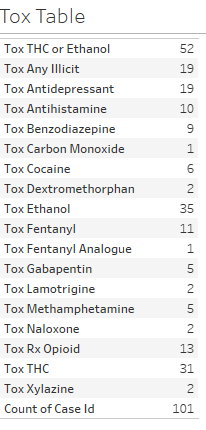 Tox Table
Tox THC or Ethanol 52
Tox Any Illicit 19
Tox Antidepressant 19
Tox Antihistamine 10
Tox Benzodiazepine 9
Tox Carbon Monoxide 1
Tox Cocaine 6
Tox Dextromethorphan 2
Tox Ethanol 35
Tox Fentanyl 11
Tox Fentanyl Analogue 1
Tox Gabapentin 5
Tox Lamotrigine 2
Tox Methamphetamine 5
Tox Naloxone 2
Tox Rx Opioid 13
Tox THC 31
Tox Xylazine 2
Count of Case Id 101